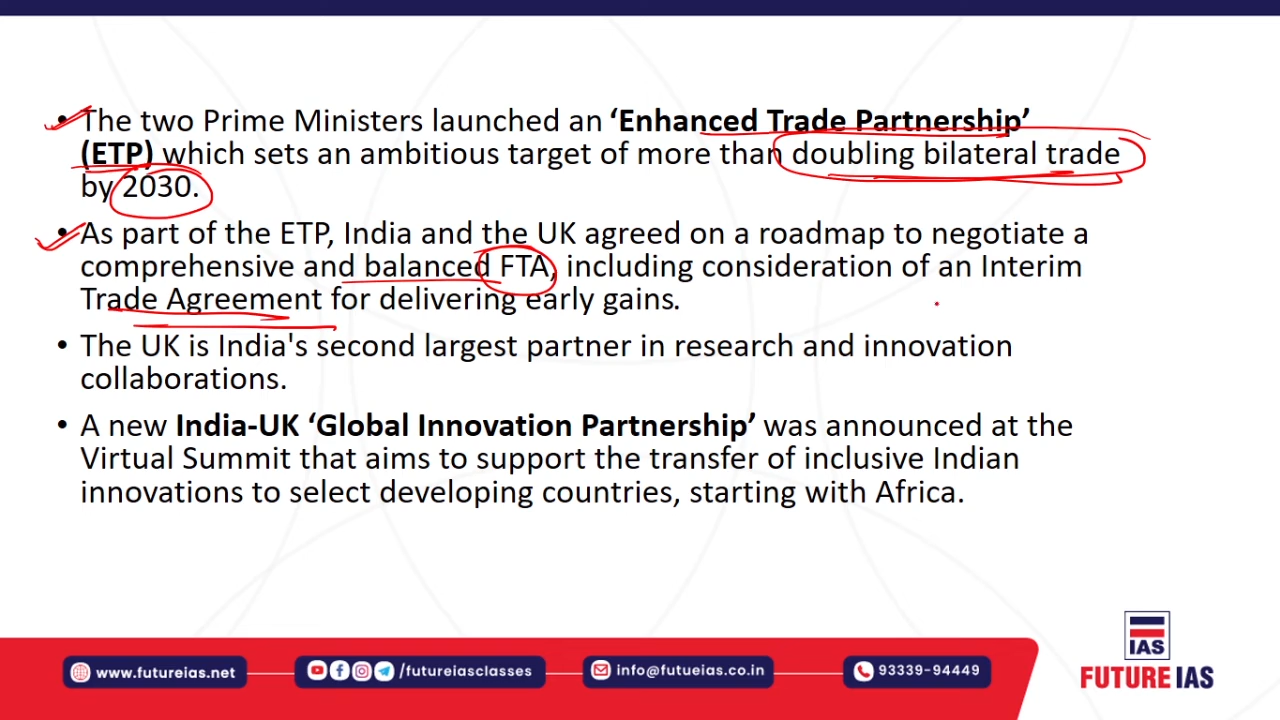 • The two Prime Ministers launched an ‘Enhanced Trade Partnership’
(ETP) which sets an ambitious target of more than doubling bilateral trade
by 2030.
• As part of the ETP, India and the UK agreed on a roadmap to negotiate a
comprehensive and balanced FTA, including consideration of an Interim
Trade Agreement for delivering early gains.
• The UK is India's second largest partner in research and innovation
collaborations.
• A new India-UK ‘Global Innovation Partnership’ was announced at the
Virtual Summit that aims to support the transfer of inclusive Indian
innovations to select developing countries, starting with Africa.
IAS
FUTURE IAS
www.futureias.net
/futureiasclasses
info@futueias.co.in
93339-94449